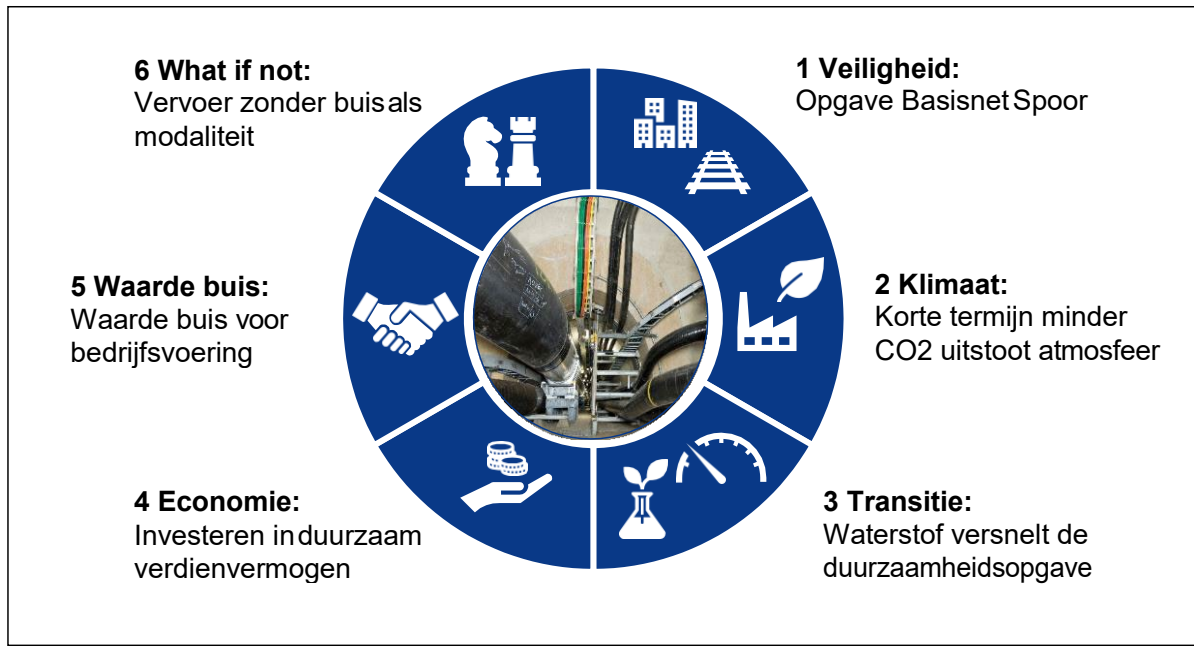 1 Veiligheid:
Opgave Basisnet Spoor
2 Klimaat:
Korte termijn minder
CO2 uitstoot atmosfeer
3 Transitie:
Waterstof versnelt de
duurzaamheidsopgave
4 Economie:
Investeren in duurzaam
verdienvermogen
5 Waarde buis:
Waarde buis voor
bedrijfsvoering
6 What if not:
Vervoer zonder buis als
modaliteit